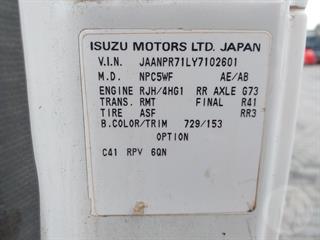 ISUZU MOTORS LTD. JAPAN
V.I.N. JAANPR71LY7102601
M.D. NPC5WF AE/AB
ENGINE RJH/4HG1 RR AXLE G73
TRANS. RMT FINAL R41
TIRE ASF RR3
B.COLOR/TRIM 729/153
OPTION
C41 RPV 6QN